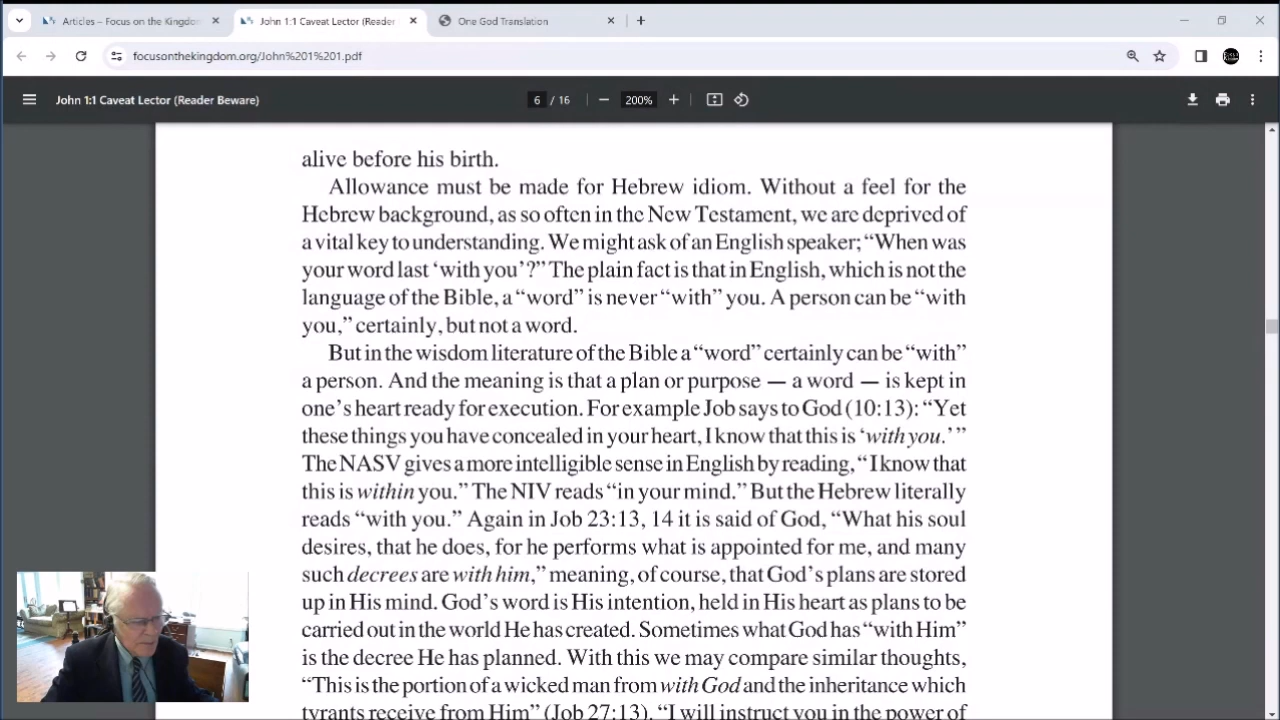 Articles – Focus on the Kingdo
John 1:1 Caveat Lector (Reader
One God Translation
focusonthekingdom.org/John%201%201.pdf
John 1:1 Caveat Lector (Reader Beware)
6 / 16
200%
alive before his birth.
Allowance must be made for Hebrew idiom. Without a feel for the
Hebrew background, as so often in the New Testament, we are deprived of
a vital key to understanding. We might ask of an English speaker; “When was
your word last ‘with you’?” The plain fact is that in English, which is not the
language of the Bible, a “word” is never “with” you. A person can be “with
you,” certainly, but not a word.
But in the wisdom literature of the Bible a “word” certainly can be “with”
a person. And the meaning is that a plan or purpose — a word — is kept in
one’s heart ready for execution. For example Job says to God (10:13): “Yet
these things you have concealed in your heart, I know that this is ‘with you.’”
The NASV gives a more intelligible sense in English by reading, “I know that
this is within you.” The NIV reads “in your mind.” But the Hebrew literally
reads “with you.” Again in Job 23:13, 14 it is said of God, “What his soul
desires, that he does, for he performs what is appointed for me, and many
such decrees are with him,” meaning, of course, that God’s plans are stored
up in His mind. God’s word is His intention, held in His heart as plans to be
carried out in the world He has created. Sometimes what God has “with Him”
is the decree He has planned. With this we may compare similar thoughts,
“This is the portion of a wicked man from with God and the inheritance which
tyrants receive from Him” (Job 27:13). “I will instruct you in the power of